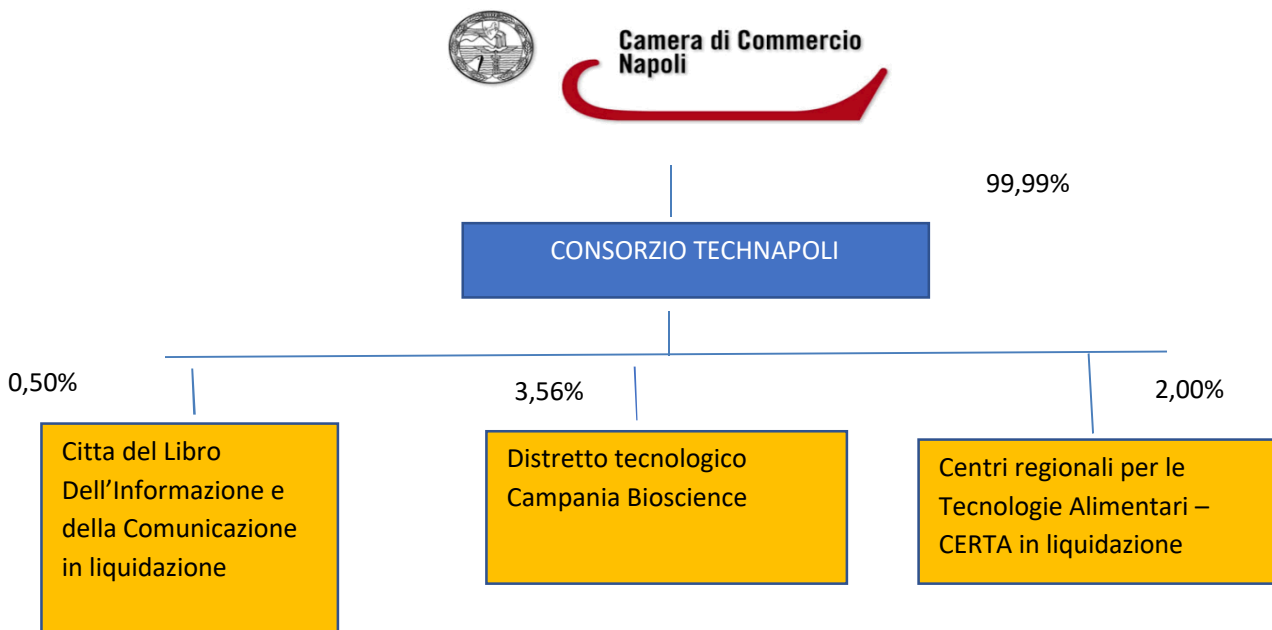 Camera di Commercio
Napoli
99,99%
CONSORZIO TECHNAPOLI
0,50%
3,56%
2,00%
Citta del Libro
Dell’Informazione e
della Comunicazione
in liquidazione
Distretto tecnologico
Campania Bioscience
Centri regionali per le
Tecnologie Alimentari –
CERTA in liquidazione